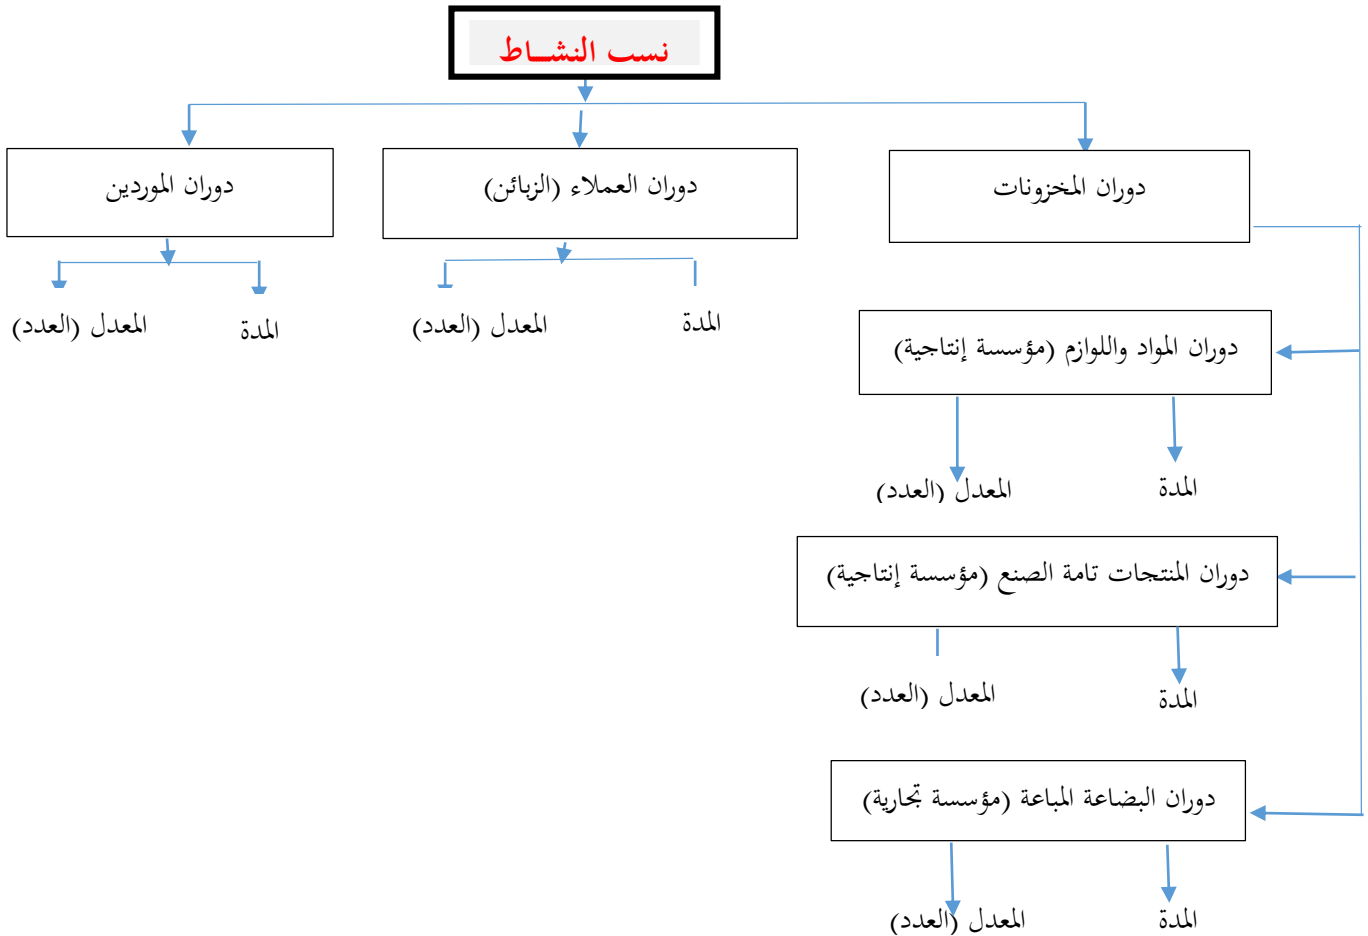 نسب النشــاط
دوران المخزونات
دوران العملاء (الزبائن)
دوران الموردين
المدة
المعدل (العدد)
المدة
المعدل (العدد)
دوران المواد واللوازم (مؤسسة إنتاجية)
المدة
المعدل (العدد)
دوران المنتجات تامة الصنع (مؤسسة إنتاجية)
المدة
المعدل (العدد)
دوران البضاعة المباعة (مؤسسة تجارية)
المدة
المعدل (العدد)